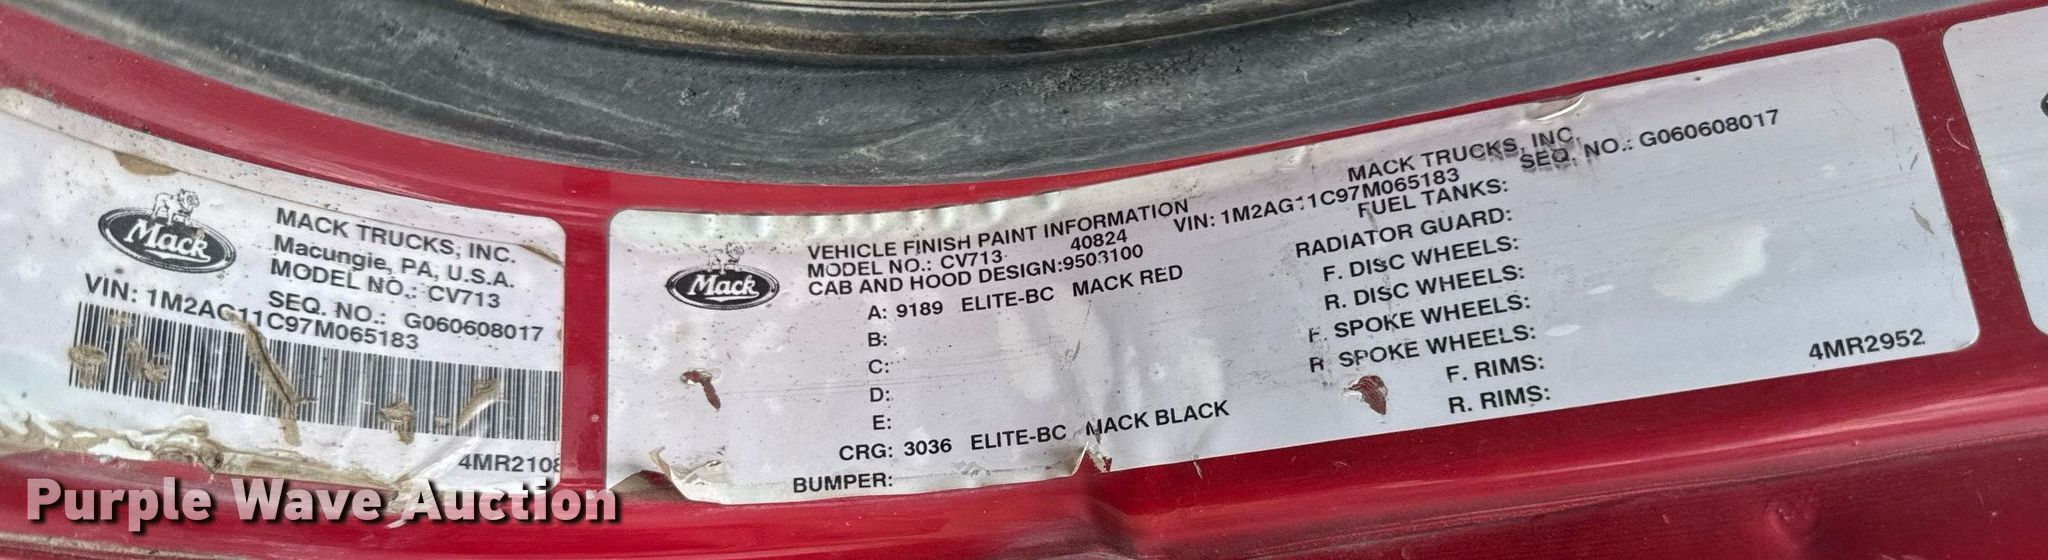 Mack
MACK TRUCKS, INC.
Macungie, PA, U.S.A.
MODEL NO.: CV713
SEQ. NO.: G060608017
VIN: 1M2AG11C97M065183
4MR2108
Mack
VEHICLE FINISH PAINT INFORMATION
MODEL NO.: CV713 40824
CAB AND HOOD DESIGN:9503100
A: 9189 ELITE-BC MACK RED
B:
C:
D:
E:
CRG: 3036 ELITE-BC MACK BLACK
BUMPER:
MACK TRUCKS, INC.
VIN: 1M2AG11C97M065183 SEQ. NO.: G060608017
FUEL TANKS:
RADIATOR GUARD:
F. DISC WHEELS:
R. DISC WHEELS:
F. SPOKE WHEELS:
R. SPOKE WHEELS:
F. RIMS:
R. RIMS:
4MR2952
Purple Wave Auction